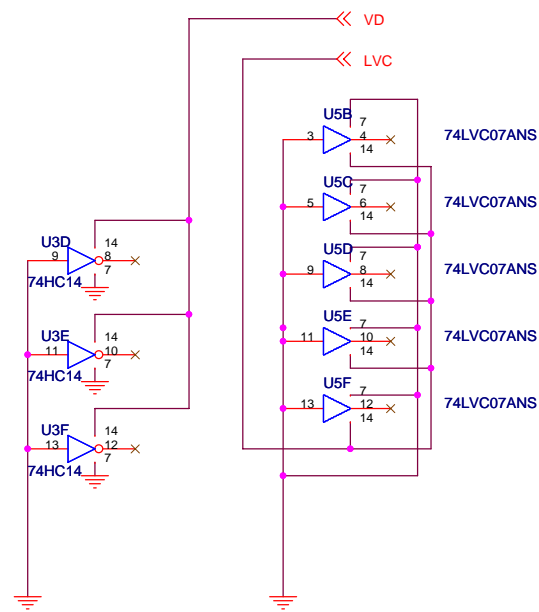 VD
LVC
U5B
7
3 4
14
74LVC07ANS
U5C
7
5 6
14
74LVC07ANS
U5D
7
9 8
14
74LVC07ANS
U5E
7
11 10
14
74LVC07ANS
U5F
7
13 12
14
74LVC07ANS
U3D
14
9 8
7
74HC14
U3E
14
11 10
7
74HC14
U3F
14
13 12
7
74HC14